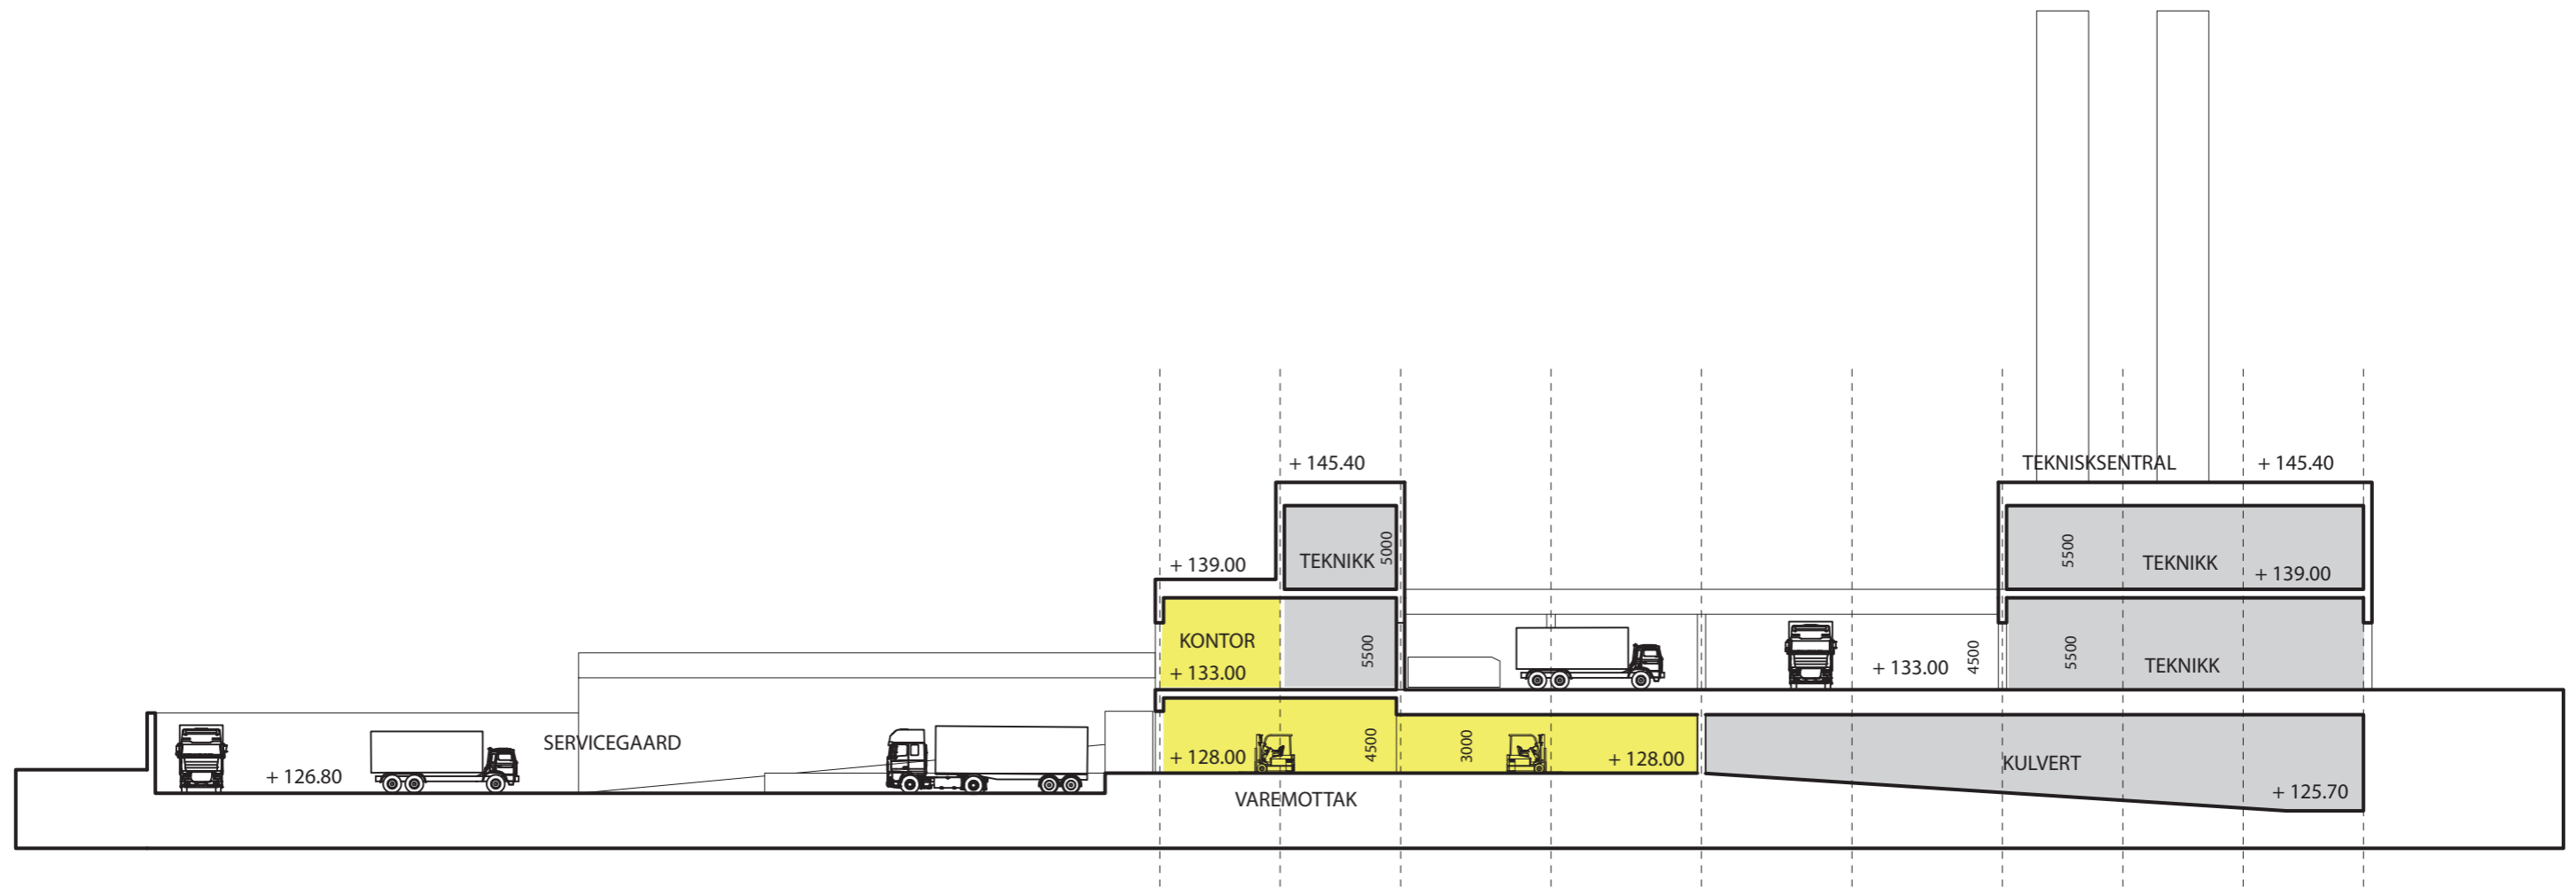 + 145.40
TEKNISKSENTRAL
+ 145.40
+ 139.00
TEKNIKK
5000
5500
TEKNIKK
+ 139.00
KONTOR
+ 133.00
5500
+ 133.00
4500
5500
TEKNIKK
SERVICEGAARD
+ 126.80
+ 128.00
4500
3000
+ 128.00
KULVERT
+ 125.70
VAREMOTTAK